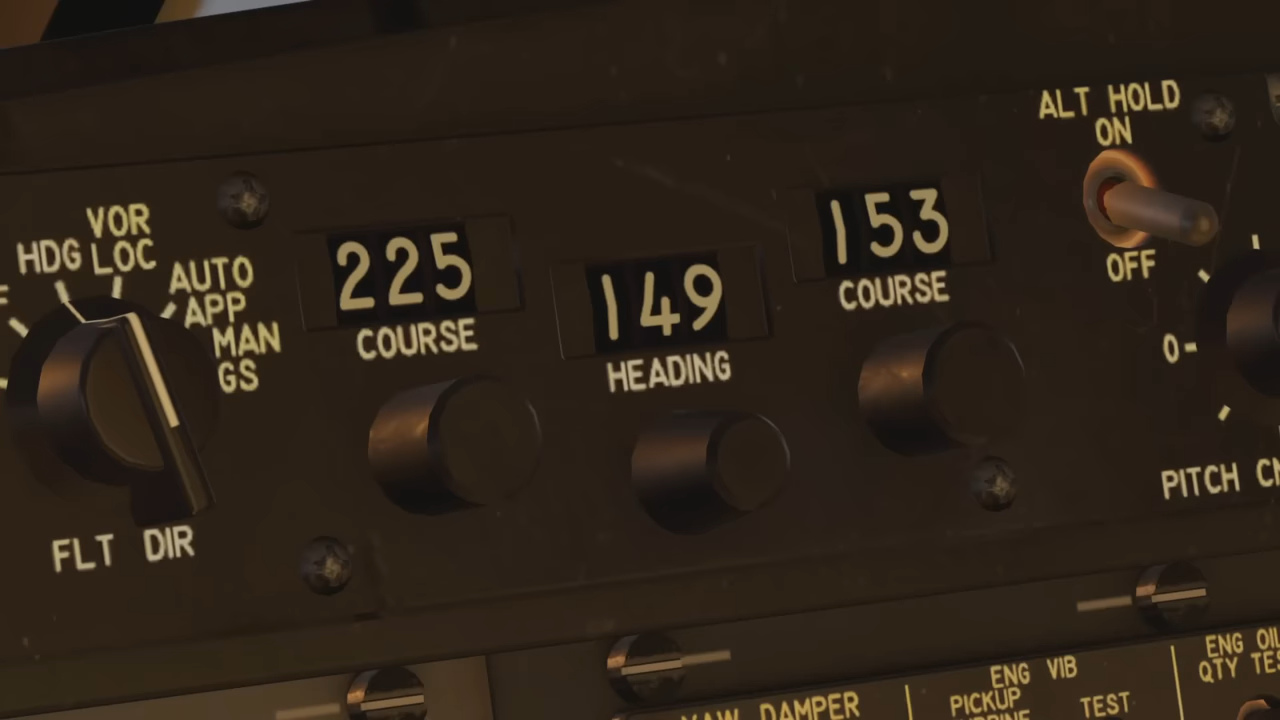 ALT HOLD
ON
OFF
VOR
LOC
HDG
AUTO
APP
MAN
GS
FLT DIR
225
COURSE
149
HEADING
153
COURSE
0
PITCH
YAW DAMPER
ENG VIB
PICKUP
TEST
ENG OIL
QTY